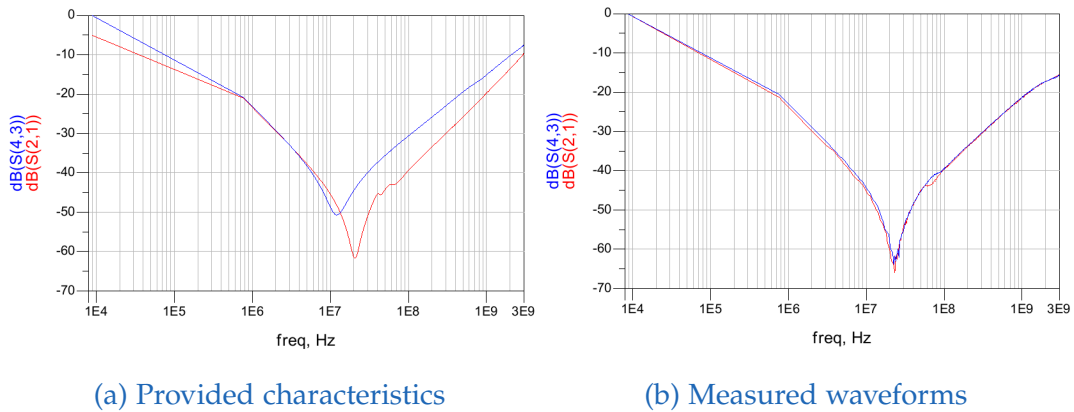 0
-10
-20
-30
-40
-50
-60
-70
dB(S(4,3))
dB(S(2,1))
1E4 1E5 1E6 1E7 1E8 1E9 3E9
freq, Hz
(a) Provided characteristics
0
-10
-20
-30
-40
-50
-60
-70
dB(S(4,3))
dB(S(2,1))
1E4 1E5 1E6 1E7 1E8 1E9 3E9
freq, Hz
(b) Measured waveforms